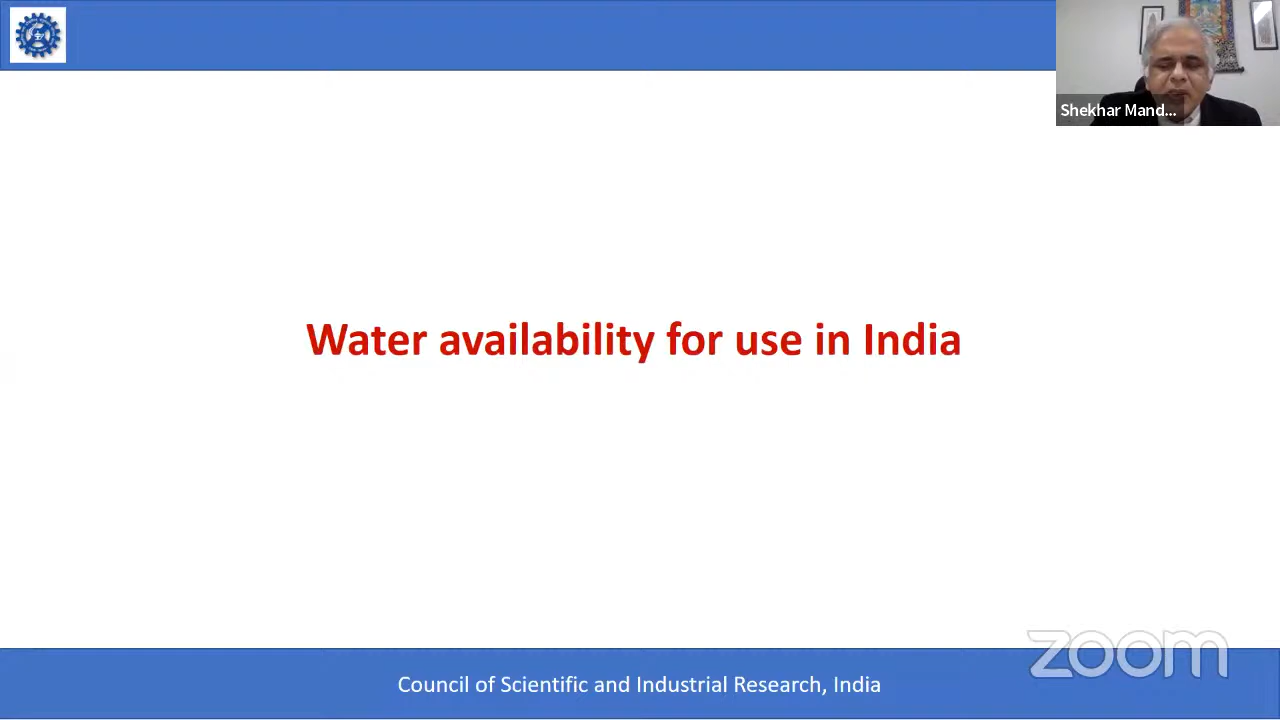 Shekhar Mand...
Water availability for use in India
zoom
Council of Scientific and Industrial Research, India